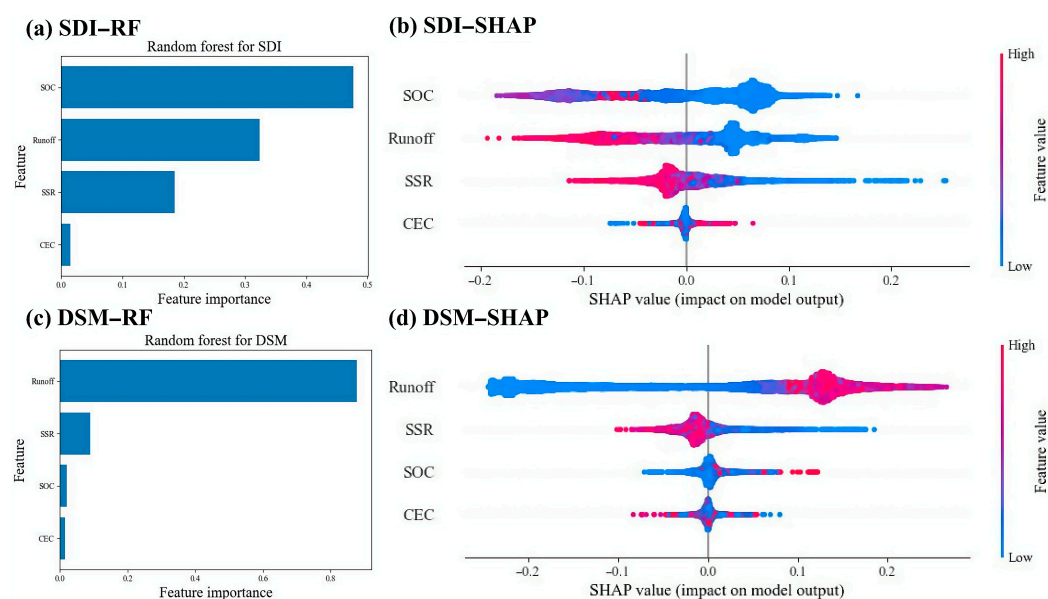 (a) SDI–RF
Random forest for SDI
Feature
SOC
Runoff
SSR
CEC
0.0 0.1 0.2 0.3 0.4 0.5
Feature importance
(b) SDI–SHAP
SOC
Runoff
SSR
CEC
−0.2 −0.1 0.0 0.1 0.2
SHAP value (impact on model output)
High
Feature value
Low
(c) DSM–RF
Random forest for DSM
Feature
Runoff
SSR
SOC
CEC
0.0 0.2 0.4 0.6 0.8
Feature importance
(d) DSM–SHAP
Runoff
SSR
SOC
CEC
−0.2 −0.1 0.0 0.1 0.2
SHAP value (impact on model output)
High
Feature value
Low